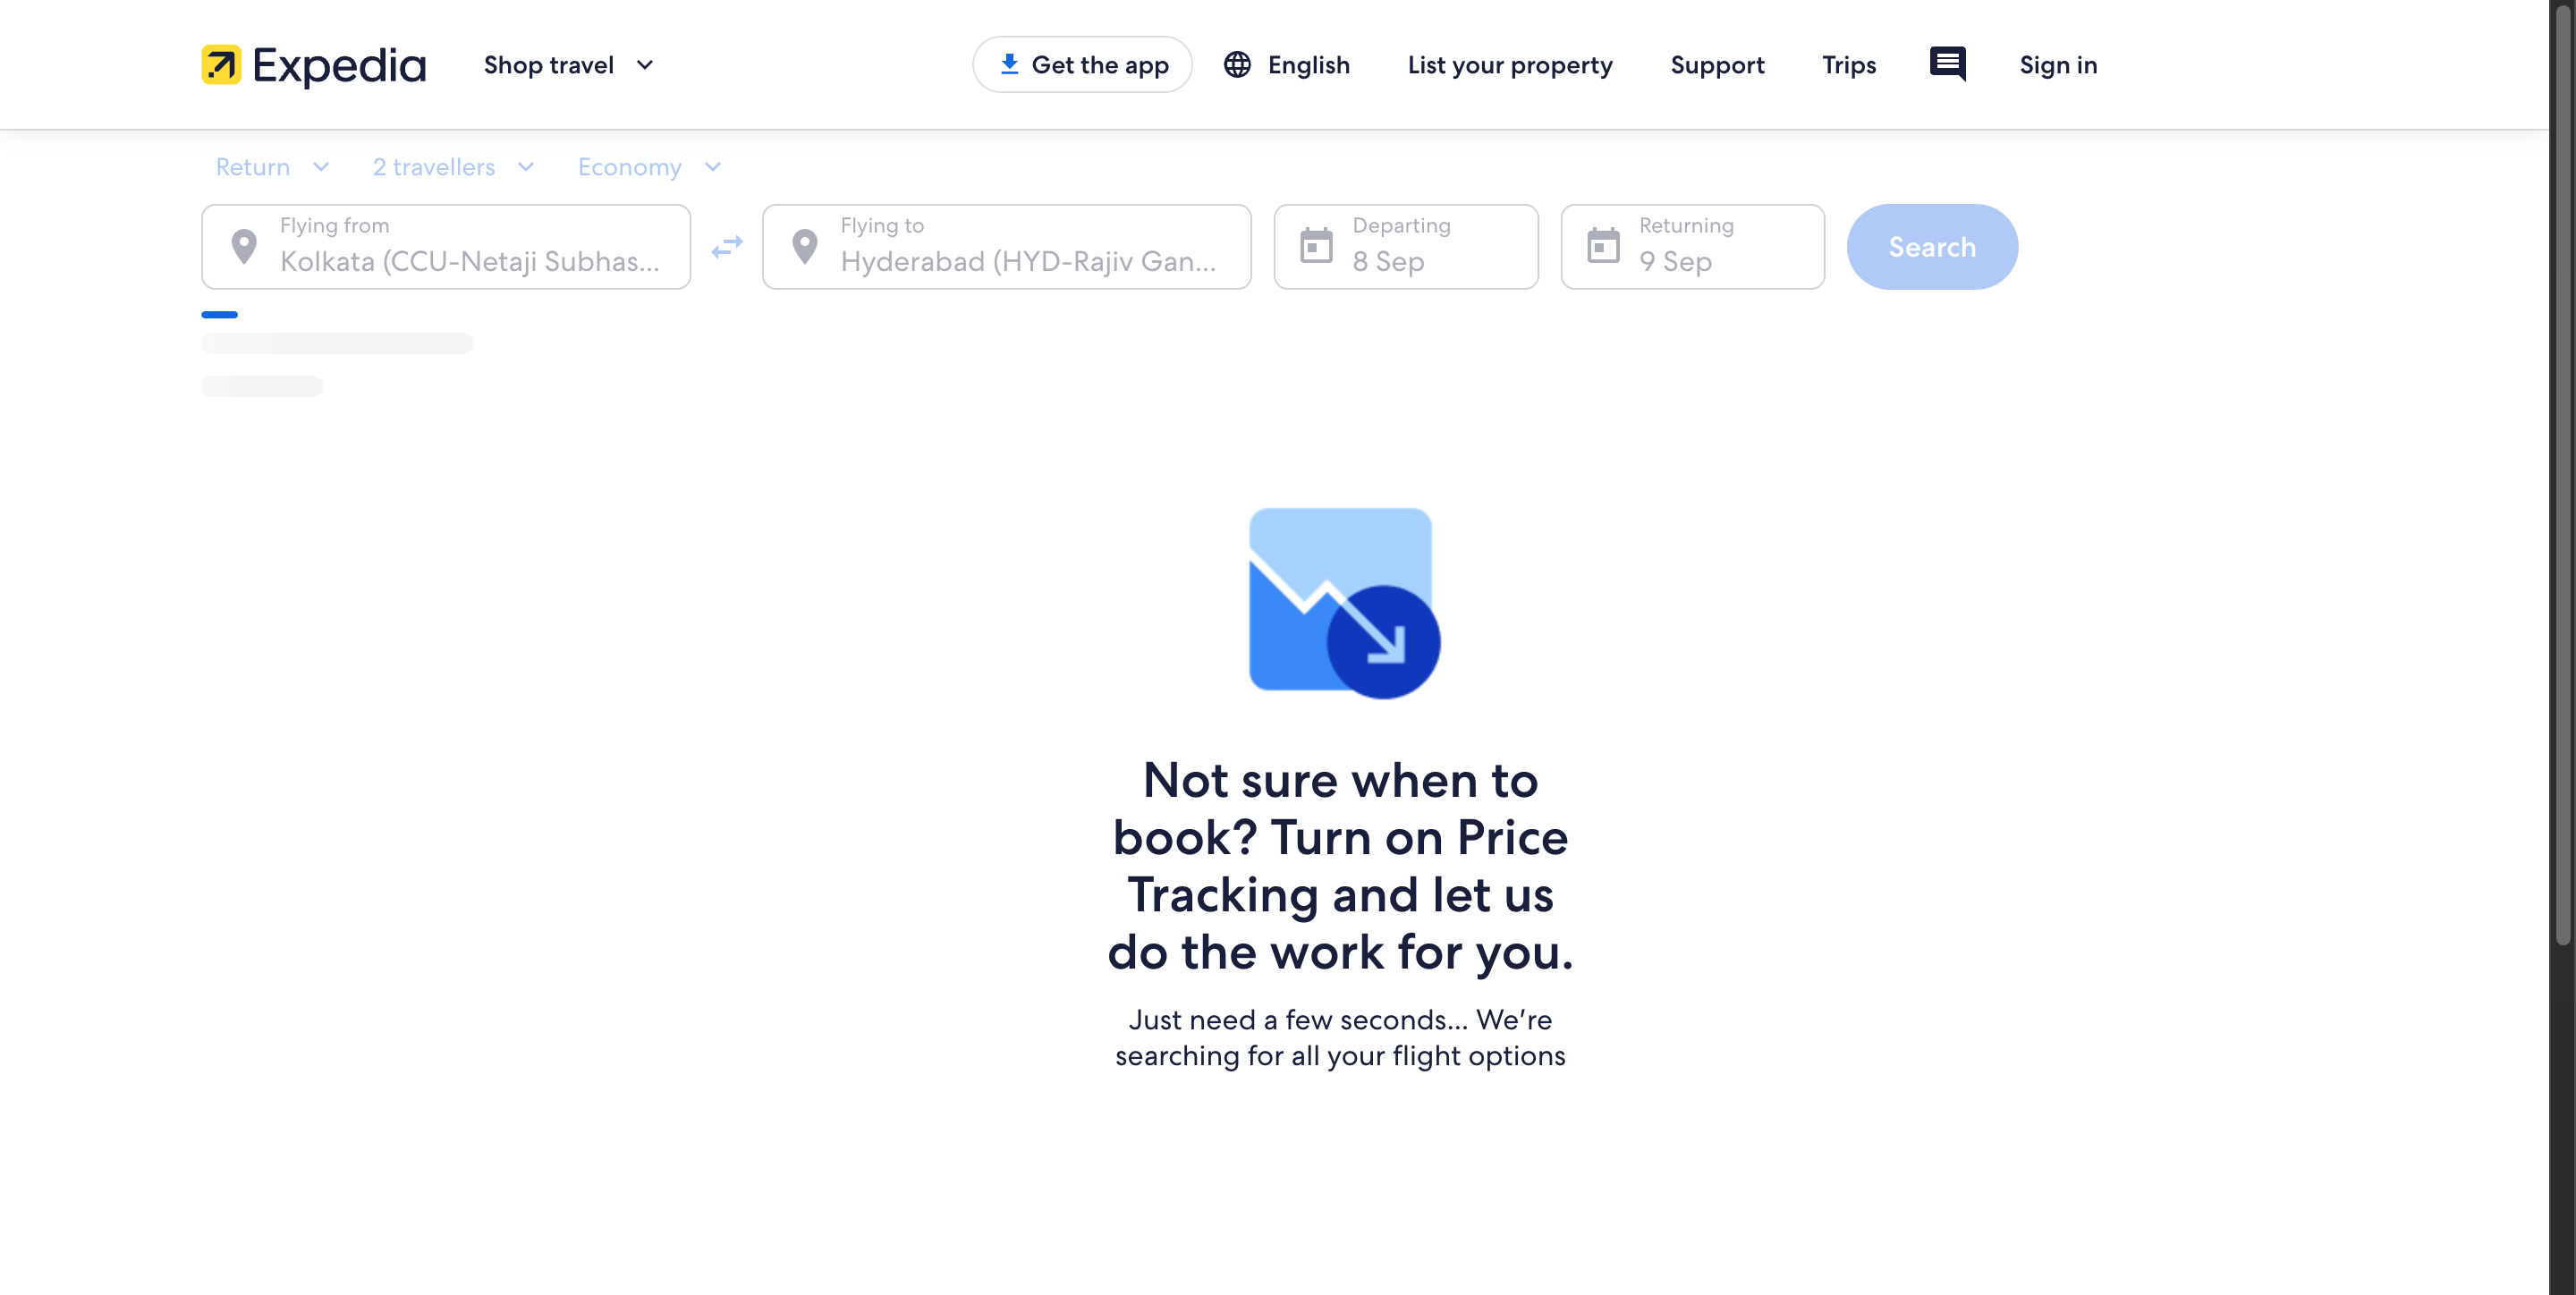 Expedia
Shop travel
Get the app
English
List your property
Support
Trips
Sign in
Return
2 travellers
Economy
Flying from
Kolkata (CCU-Netaji Subhas...
Flying to
Hyderabad (HYD-Rajiv Gan...
Departing
8 Sep
Returning
9 Sep
Search
Not sure when to
book? Turn on Price
Tracking and let us
do the work for you.
Just need a few seconds... We're
searching for all your flight options